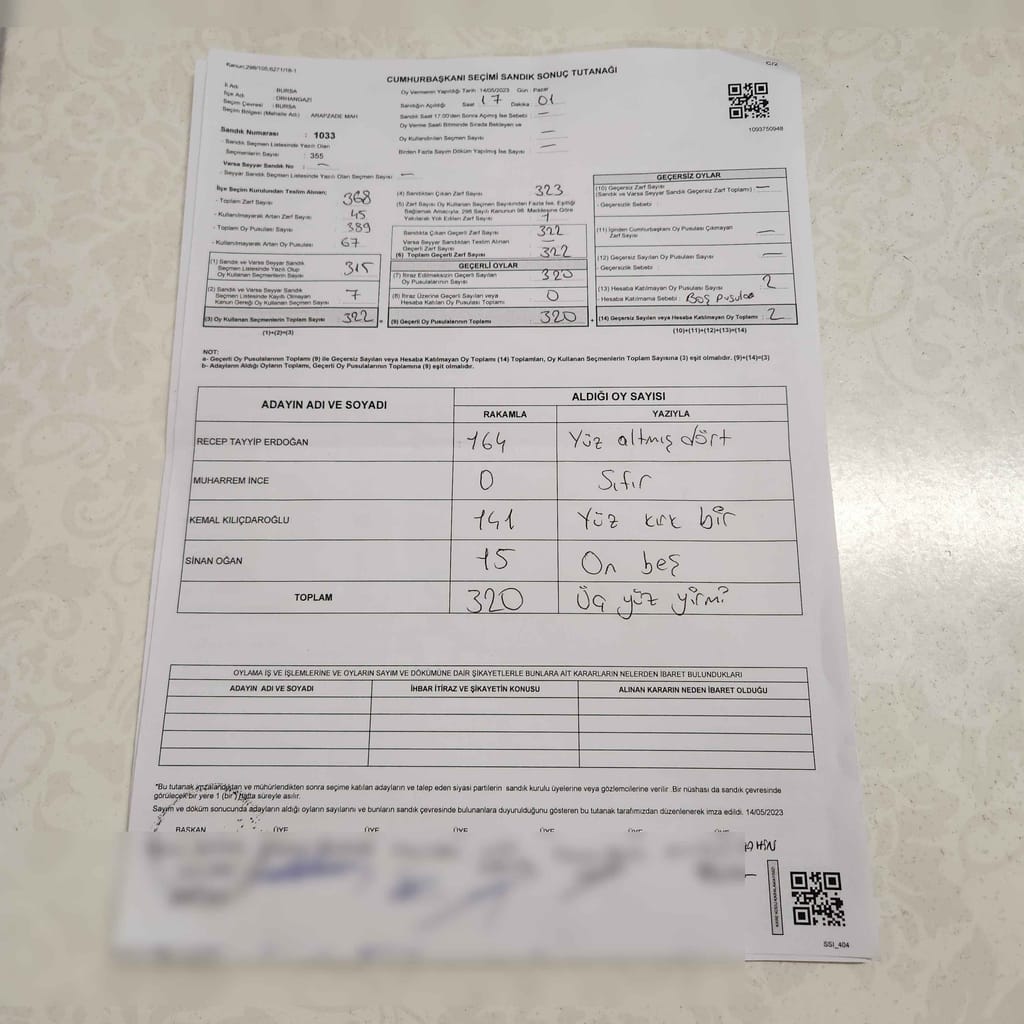 Kanun:298/105,6271/18-1
C/2
CUMHURBAŞKANI SEÇİMİ SANDIK SONUÇ TUTANAĞI
İl Adı : BURSA
İlçe Adı : ORHANGAZİ
Seçim Çevresi : BURSA
Seçim Bölgesi (Mahalle Adı) ARAPZADE MAH
Sandık Numarası : 1033
- Sandık Seçmen Listesinde Yazılı Olan
Seçmenlerin Sayısı : 355
Varsa Seyyar Sandık No : —
- Seyyar Sandık Seçmen Listesinde Yazılı Olan Seçmen Sayısı : —
Oy Vermenin Yapıldığı Tarih :14/05/2023 Gün : Pazar
Sandığın Açıldığı Saat 17 Dakika 01
Sandık Saat 17.00'den Sonra Açılmış İse Sebebi : —
Oy Verme Saati Bitiminde Sırada Bekleyen ve
Oy Kullandırılan Seçmen Sayısı —
Birden Fazla Sayım Döküm Yapılmış İse Sayısı : —
1093750948
İlçe Seçim Kurulundan Teslim Alınan;
- Toplam Zarf Sayısı 368
- Kullanılmayarak Artan Zarf Sayısı 45
- Toplam Oy Pusulası Sayısı 389
- Kullanılmayarak Artan Oy Pusulası 67
(1) Sandık ve Varsa Seyyar Sandık
Seçmen Listesinde Yazılı Olup
Oy Kullanan Seçmenlerin Sayısı 315
(2) Sandık ve Varsa Seyyar Sandık
Seçmen Listesinde Kayıtlı Olmayan
Kanun Gereği Oy Kullanan Seçmen Sayısı 7
(3) Oy Kullanan Seçmenlerin Toplam Sayısı 322
(1)+(2)=(3)
(4) Sandıktan Çıkan Zarf Sayısı 323
(5) Zarf Sayısı Oy Kullanan Seçmen Sayısından Fazla İse, Eşitliği
Sağlamak Amacıyla, 298 Sayılı Kanunun 98. Maddesine Göre
Yakılarak Yok Edilen Zarf Sayısı 1
Sandıkta Çıkan Geçerli Zarf Sayısı 322
Varsa Seyyar Sandıktan Teslim Alınan
Geçerli Zarf Sayısı —
(6) Toplam Geçerli Zarf Sayısı 322
GEÇERLİ OYLAR
(7) İtiraz Edilmeksizin Geçerli Sayılan
Oy Pusulalarının Sayısı 320
(8) İtiraz Üzerine Geçerli Sayılan veya
Hesaba Katılan Oy Pusulası Toplamı 0
(9) Geçerli Oy Pusulalarının Toplamı 320
GEÇERSİZ OYLAR
(10) Geçersiz Zarf Sayısı —
(Sandık ve Varsa Seyyar Sandık Geçersiz Zarf Toplamı)
- Geçersizlik Sebebi :
(11) İçinden Cumhurbaşkanı Oy Pusulası Çıkmayan
Zarf Sayısı —
(12) Geçersiz Sayılan Oy Pusulası Sayısı —
- Geçersizlik Sebebi
(13) Hesaba Katılmayan Oy Pusulası Sayısı : 2
- Hesaba Katılmama Sebebi : Boş pusula
(14) Geçersiz Sayılan veya Hesaba Katılmayan Oy Toplamı : 2
(10)+(11)+(12)+(13)=(14)
NOT:
a- Geçerli Oy Pusulalarının Toplamı (9) ile Geçersiz Sayılan veya Hesaba Katılmayan Oy Toplamı (14) Toplamları, Oy Kullanan Seçmenlerin Toplam Sayısına (3) eşit olmalıdır. (9)+(14)=(3)
b- Adayların Aldığı Oyların Toplamı, Geçerli Oy Pusulalarının Toplamına (9) eşit olmalıdır.
ADAYIN ADI VE SOYADI
ALDIĞI OY SAYISI
RAKAMLA YAZIYLA
RECEP TAYYİP ERDOĞAN 164 Yüz altmış dört
MUHARREM İNCE 0 Sıfır
KEMAL KILIÇDAROĞLU 141 Yüz kırk bir
SİNAN OĞAN 15 On beş
TOPLAM 320 Üç yüz yirmi
OYLAMA İŞ VE İŞLEMLERİNE VE OYLARIN SAYIM VE DÖKÜMÜNE DAİR ŞİKAYETLERLE BUNLARA AİT KARARLARIN NELERDEN İBARET BULUNDUKLARI
ADAYIN ADI VE SOYADI İHBAR İTİRAZ VE ŞİKAYETİN KONUSU ALINAN KARARIN NEDEN İBARET OLDUĞU
*Bu tutanak imzalandıktan ve mühürlendikten sonra seçime katılan adayların ve talep eden siyasi partilerin sandık kurulu üyelerine veya gözlemcilerine verilir .Bir nüshası da sandık çevresinde
görülecek bir yere 1 (bir) hafta süreyle asılır.
Sayım ve döküm sonucunda adayların aldığı oyların sayılarını ve bunların sandık çevresinde bulunanlara duyurulduğunu gösteren bu tutanak tarafımızdan düzenlenerek imza edildi. 14/05/2023
BAŞKAN ÜYE ÜYE ÜYE ÜYE ÜYE ÜYE
SSI_404